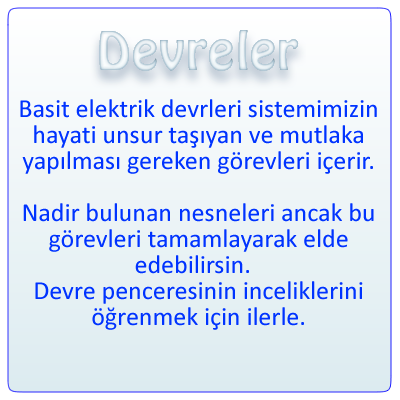 Devreler
Basit elektrik devrleri sistemimizin
hayati unsur taşıyan ve mutlaka
yapılması gereken görevleri içerir.
Nadir bulunan nesneleri ancak bu
görevleri tamamlayarak elde
edebilirsin.
Devre penceresinin inceliklerini
öğrenmek için ilerle.